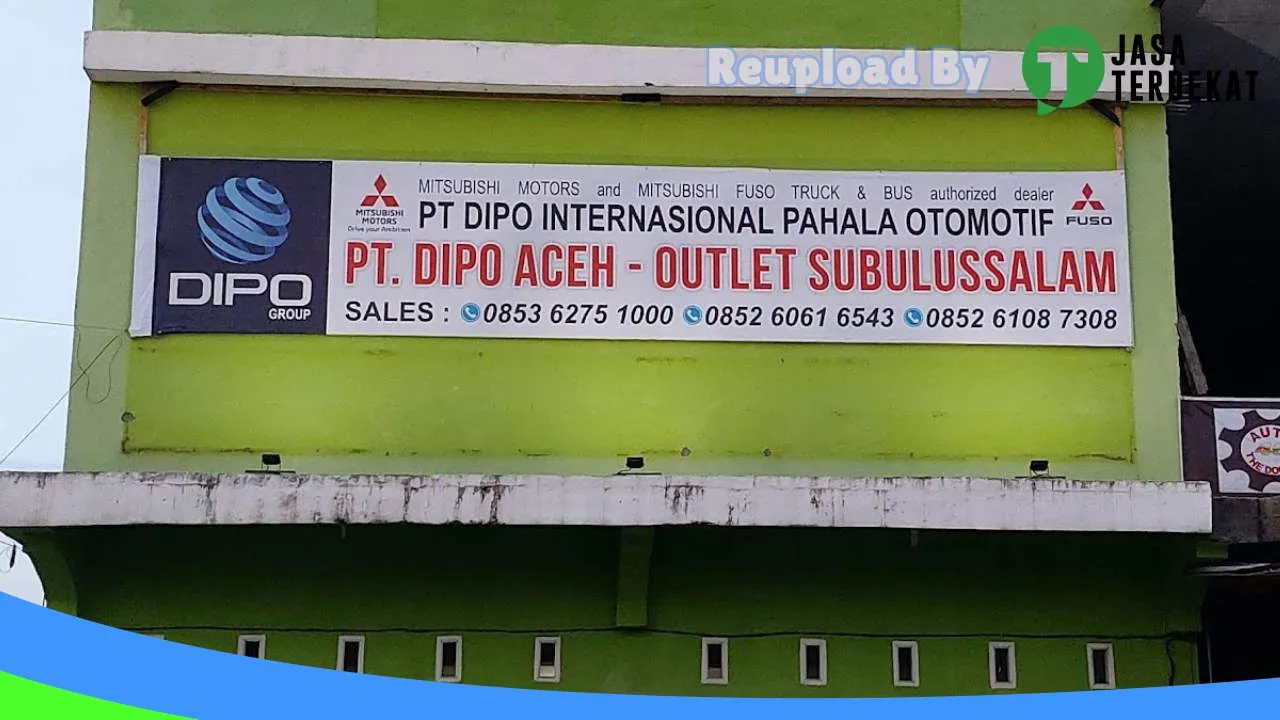 Reupload By
JASA
TERDEKAT
DIPO
GROUP
MITSUBISHI
MOTORS
Drive your Ambition
MITSUBISHI MOTORS and MITSUBISHI FUSO TRUCK & BUS authorized dealer
PT DIPO INTERNASIONAL PAHALA OTOMOTIF
FUSO
PT. DIPO ACEH - OUTLET SUBULUSSALAM
SALES : 0853 6275 1000 0852 6061 6543 0852 6108 7308